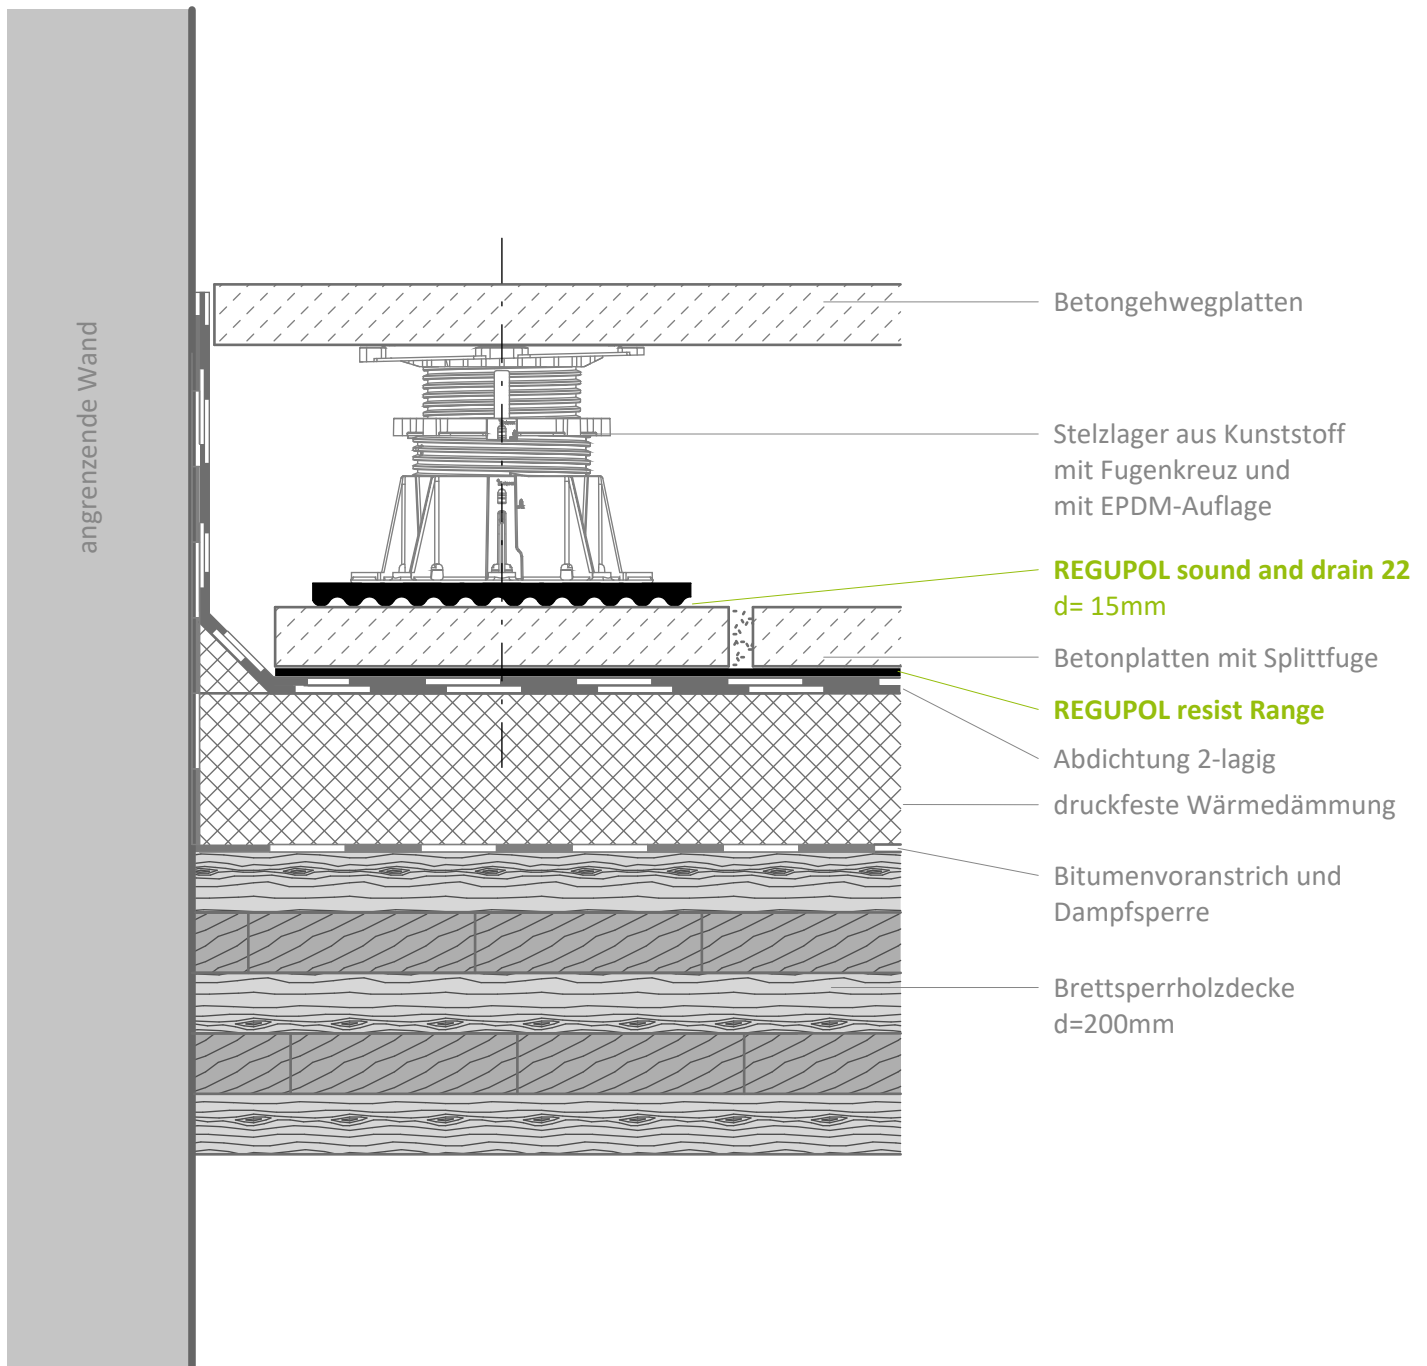 angrenzende Wand
Betongehwegplatten
Stelzlager aus Kunststoff
mit Fugenkreuz und
mit EPDM-Auflage
REGUPOL sound and drain 22
d= 15mm
Betonplatten mit Splittfuge
REGUPOL resist Range
Abdichtung 2-lagig
druckfeste Wärmedämmung
Bitumenvoranstrich und
Dampfsperre
Brettsperrholzdecke
d=200mm